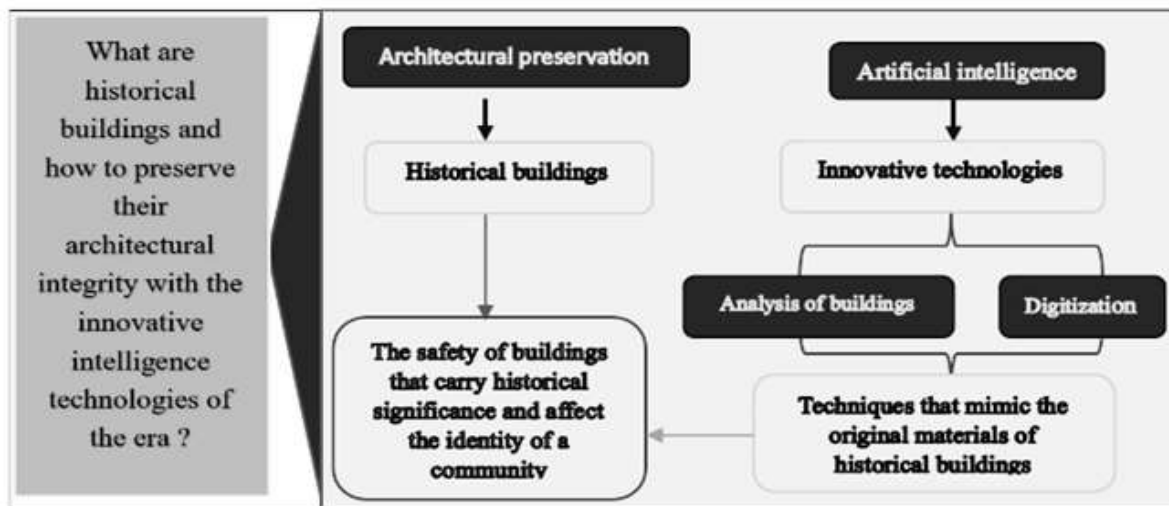 What are
historical
buildings and
how to preserve
their
architectural
integrity with the
innovative
intelligence
technologies of
the era ?
Architectural preservation
Historical buildings
The safety of buildings
that carry historical
significance and affect
the identity of a
community
Artificial intelligence
Innovative technologies
Analysis of buildings
Digitization
Techniques that mimic the
original materials of
historical buildings